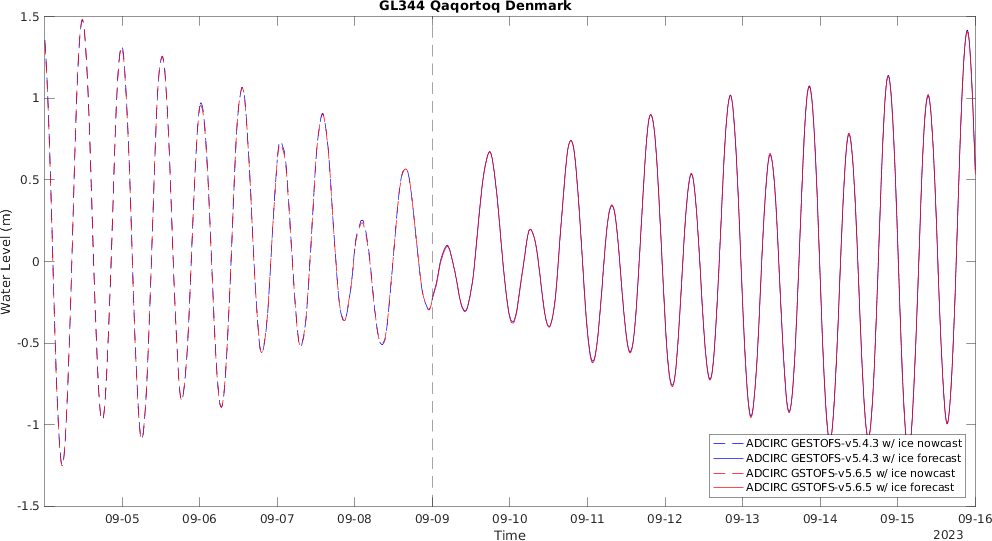 GL344 Qaqortoq Denmark
1.5
1
0.5
0
-0.5
-1
-1.5
Water Level (m)
ADCIRC GESTOFS-v5.4.3 w/ ice nowcast
ADCIRC GESTOFS-v5.4.3 w/ ice forecast
ADCIRC GSTOFS-v5.6.5 w/ ice nowcast
ADCIRC GSTOFS-v5.6.5 w/ ice forecast
09-05 09-06 09-07 09-08 09-09 09-10 09-11 09-12 09-13 09-14 09-15 09-16
Time
2023